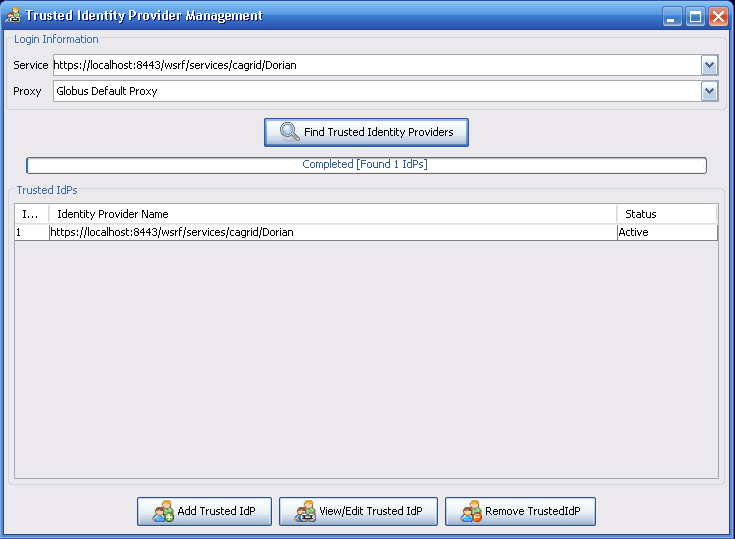 Trusted Identity Provider Management
Login Information
Service https://localhost:8443/wsrf/services/cagrid/Dorian
Proxy Globus Default Proxy
Find Trusted Identity Providers
Completed [Found 1 IdPs]
Trusted IdPs
I... Identity Provider Name Status
1 https://localhost:8443/wsrf/services/cagrid/Dorian Active
Add Trusted IdP View/Edit Trusted IdP Remove TrustedIdP